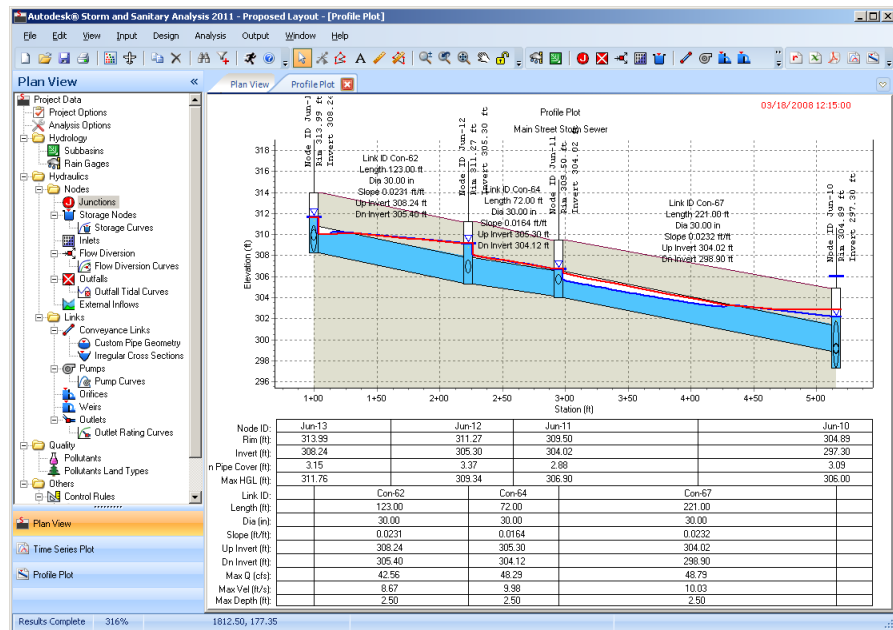 Autodesk® Storm and Sanitary Analysis 2011 - Proposed Layout - [Profile Plot]
File Edit View Input Design Analysis Output Window Help
Plan View
Project Data
Project Options
Analysis Options
Hydrology
Subbasins
Rain Gages
Hydraulics
Nodes
Junctions
Storage Nodes
Storage Curves
Inlets
Flow Diversion
Flow Diversion Curves
Outfalls
Outfall Tidal Curves
External Inflows
Links
Conveyance Links
Custom Pipe Geometry
Irregular Cross Sections
Pumps
Pump Curves
Orifices
Weirs
Outlets
Outlet Rating Curves
Quality
Pollutants
Pollutants Land Types
Others
Control Rules
Plan View
Time Series Plot
Profile Plot
Plan View Profile Plot
03/18/2008 12:15:00
Profile Plot
Main Street Storm Sewer
Node ID Jun-1
Rim 313.99 ft
Invert 308.24
Node ID Jun-12
Rim 311.27 ft
Invert 305.30 ft
Node ID Jun-11
Rim 309.50 ft
Invert 304.02 ft
Node ID Jun-10
Rim 304.89 ft
Invert 297.30 ft
Link ID Con-62
Length 123.00 ft
Dia 30.00 in
Slope 0.0231 ft/ft
Up Invert 308.24 ft
Dn Invert 305.40 ft
Link ID Con-64
Length 72.00 ft
Dia 30.00 in
Slope 0.0164 ft/ft
Up Invert 305.30 ft
Dn Invert 304.12 ft
Link ID Con-67
Length 221.00 ft
Dia 30.00 in
Slope 0.0232 ft/ft
Up Invert 304.02 ft
Dn Invert 298.90 ft
Elevation (ft)
318
316
314
312
310
308
306
304
302
300
298
296
1+00 1+50 2+00 2+50 3+00 3+50 4+00 4+50 5+00
Station (ft)
Node ID: Jun-13 Jun-12 Jun-11 Jun-10
Rim (ft): 313.99 311.27 309.50 304.89
Invert (ft): 308.24 305.30 304.02 297.30
n Pipe Cover (ft): 3.15 3.37 2.88 3.09
Max HGL (ft): 311.76 309.34 306.90 306.00
Link ID: Con-62 Con-64 Con-67
Length (ft): 123.00 72.00 221.00
Dia (in): 30.00 30.00 30.00
Slope (ft/ft): 0.0231 0.0164 0.0232
Up Invert (ft): 308.24 305.30 304.02
Dn Invert (ft): 305.40 304.12 298.90
Max Q (cfs): 42.56 48.29 48.79
Max Vel (ft/s): 8.67 9.98 10.03
Max Depth (ft): 2.50 2.50 2.50
Results Complete 316% 1812.50, 177.35